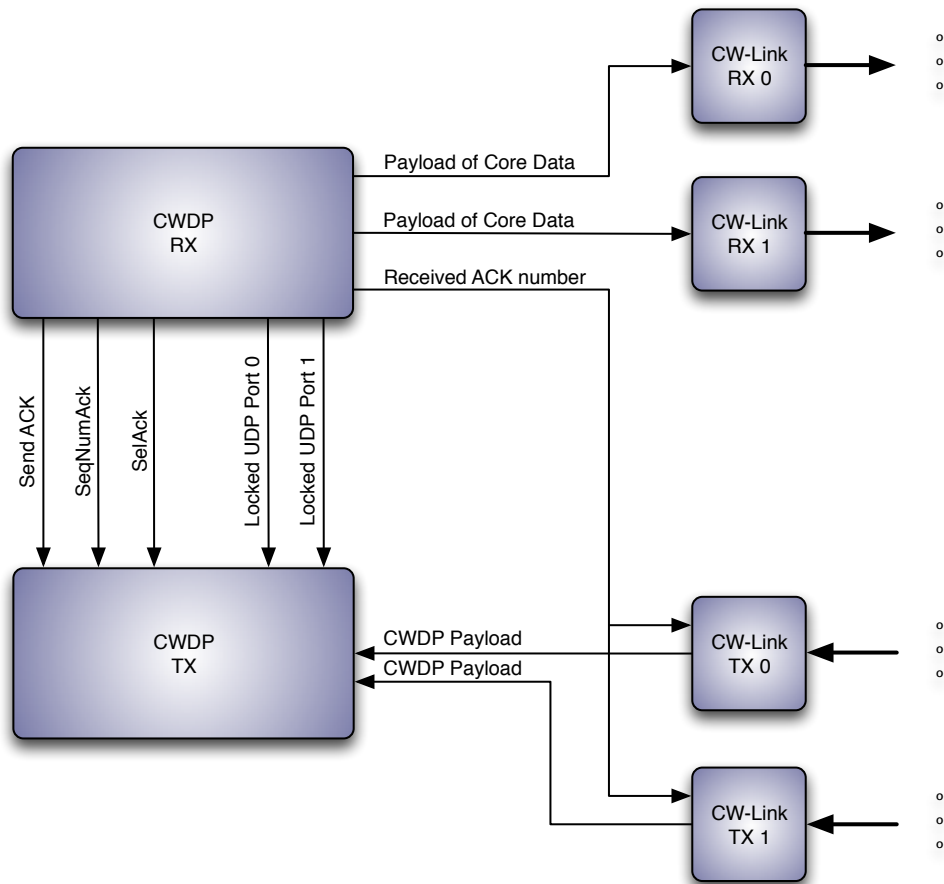 CW-Link
RX 0
Payload of Core Data
CWDP
RX
Payload of Core Data
CW-Link
RX 1
Received ACK number
Send ACK
SeqNumAck
SelAck
Locked UDP Port 0
Locked UDP Port 1
CWDP
TX
CWDP Payload
CWDP Payload
CW-Link
TX 0
CW-Link
TX 1